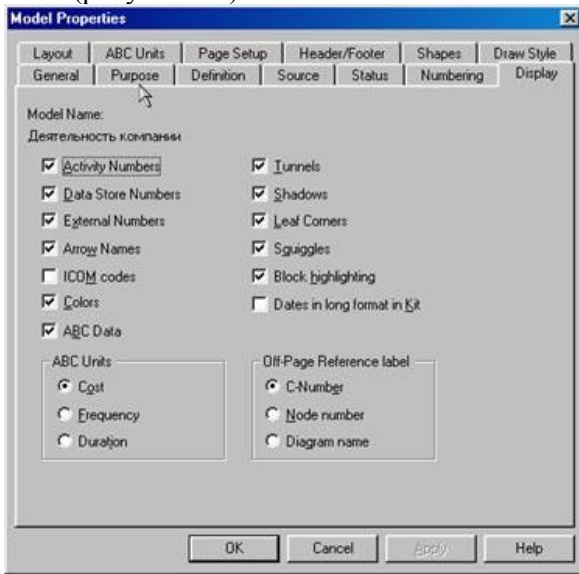 Model Properties
Layout ABC Units Page Setup Header/Footer Shapes Draw Style
General Purpose Definition Source Status Numbering Display
Model Name:
Деятельность компании
Activity Numbers
Data Store Numbers
External Numbers
Arrow Names
ICOM codes
Colors
ABC Data
Tunnels
Shadows
Leaf Corners
Squiggles
Block highlighting
Dates in long format in Kit
ABC Units
Cost
Frequency
Duration
Off-Page Reference label
C-Number
Node number
Diagram name
OK Cancel Apply Help